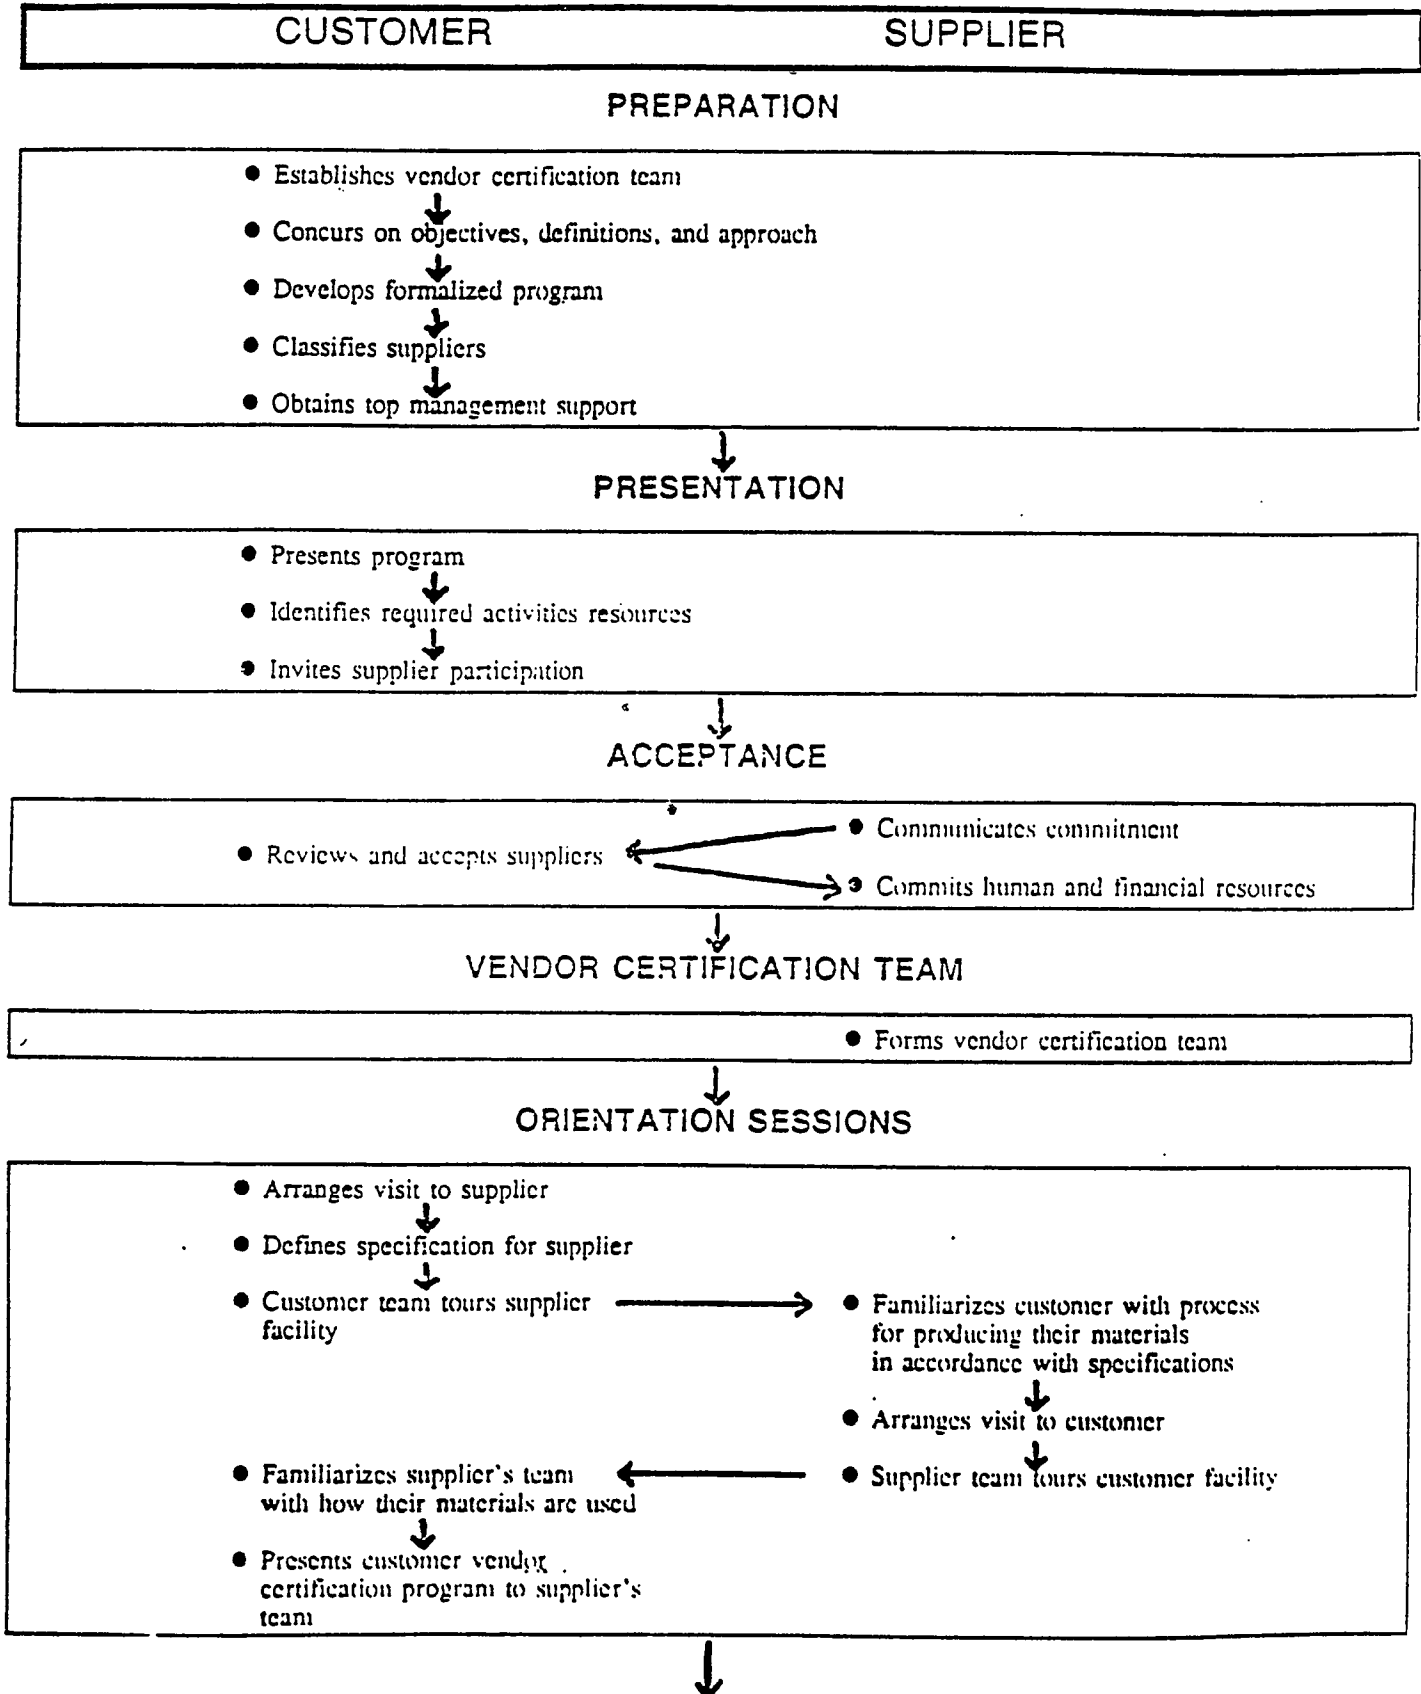 CUSTOMER SUPPLIER
PREPARATION
● Establishes vendor certification team
● Concurs on objectives, definitions, and approach
● Develops formalized program
● Classifies suppliers
● Obtains top management support
PRESENTATION
● Presents program
● Identifies required activities resources
● Invites supplier participation
ACCEPTANCE
● Communicates commitment
● Reviews and accepts suppliers
● Commits human and financial resources
VENDOR CERTIFICATION TEAM
● Forms vendor certification team
ORIENTATION SESSIONS
● Arranges visit to supplier
● Defines specification for supplier
● Customer team tours supplier
facility
● Familiarizes customer with process
for producing their materials
in accordance with specifications
● Arranges visit to customer
● Supplier team tours customer facility
● Familiarizes supplier's team
with how their materials are used
● Presents customer vendor
certification program to supplier's
team